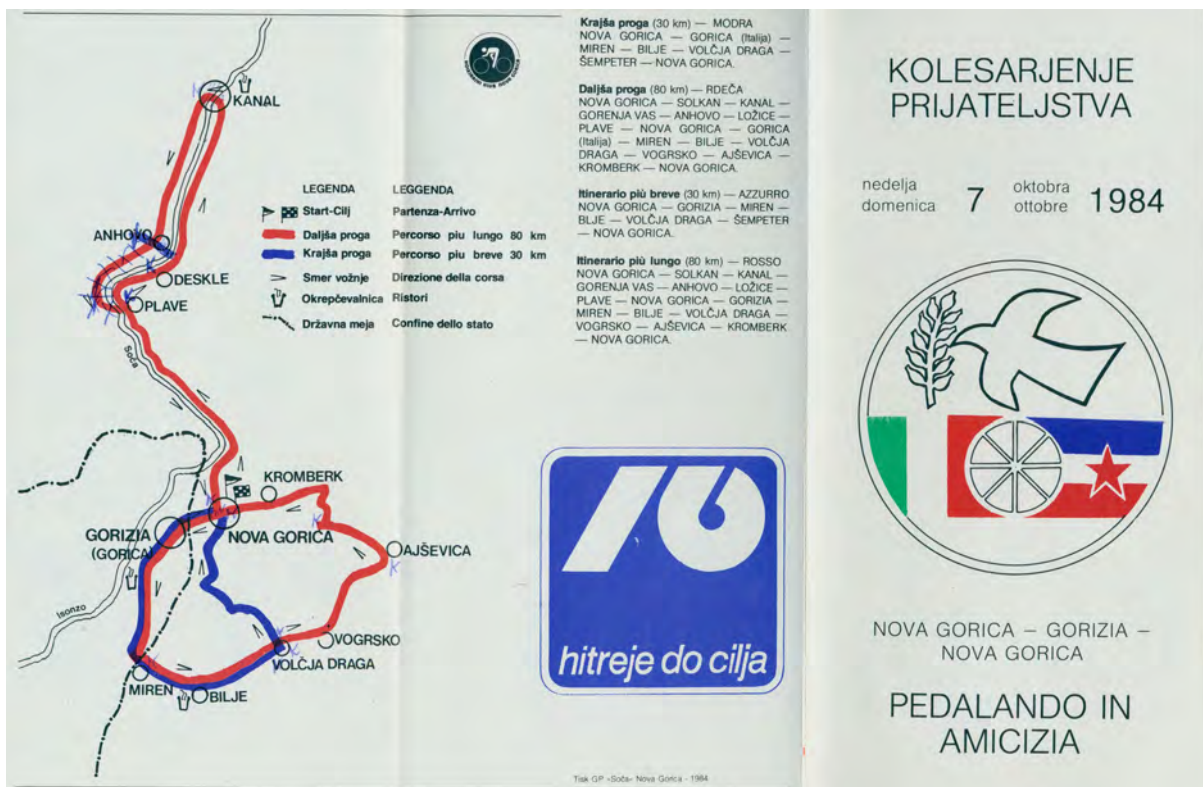 KANAL
LEGENDA LEGGENDA
Start-Cilj Partenza-Arrivo
Daljša proga Percorso piu lungo 80 km
Krajša proga Percorso piu breve 30 km
Smer vožnje Direzione della corsa
Okrepčevalnica Ristori
Državna meja Confine dello stato
ANHOVO
DESKLE
PLAVE
Soča
KROMBERK
GORIZIA
(GORICA)
NOVA GORICA
AJŠEVICA
Isonzo
VOGRSKO
VOLČJA DRAGA
MIREN
BILJE
Krajša proga (30 km) — MODRA
NOVA GORICA — GORICA (Italija) —
MIREN — BILJE — VOLČJA DRAGA —
ŠEMPETER — NOVA GORICA.
Daljša proga (80 km) — RDEČA
NOVA GORICA — SOLKAN — KANAL —
GORENJA VAS — ANHOVO — LOŽICE —
PLAVE — NOVA GORICA — GORICA
(Italija) — MIREN — BILJE — VOLČJA
DRAGA — VOGRSKO — AJŠEVICA —
KROMBERK — NOVA GORICA.
Itinerario più breve (30 km) — AZZURRO
NOVA GORICA — GORIZIA — MIREN —
BILJE — VOLČJA DRAGA — ŠEMPETER
— NOVA GORICA.
Itinerario più lungo (80 km) — ROSSO
NOVA GORICA — SOLKAN — KANAL —
GORENJA VAS — ANHOVO — LOŽICE —
PLAVE — NOVA GORICA — GORIZIA —
MIREN — BILJE — VOLČJA DRAGA —
VOGRSKO — AJŠEVICA — KROMBERK
— NOVA GORICA.
hitreje do cilja
Tisk GP »Soča« Nova Gorica - 1984
KOLESARJENJE
PRIJATELJSTVA
nedelja 7 oktobra 1984
domenica ottobre
NOVA GORICA – GORIZIA –
NOVA GORICA
PEDALANDO IN
AMICIZIA